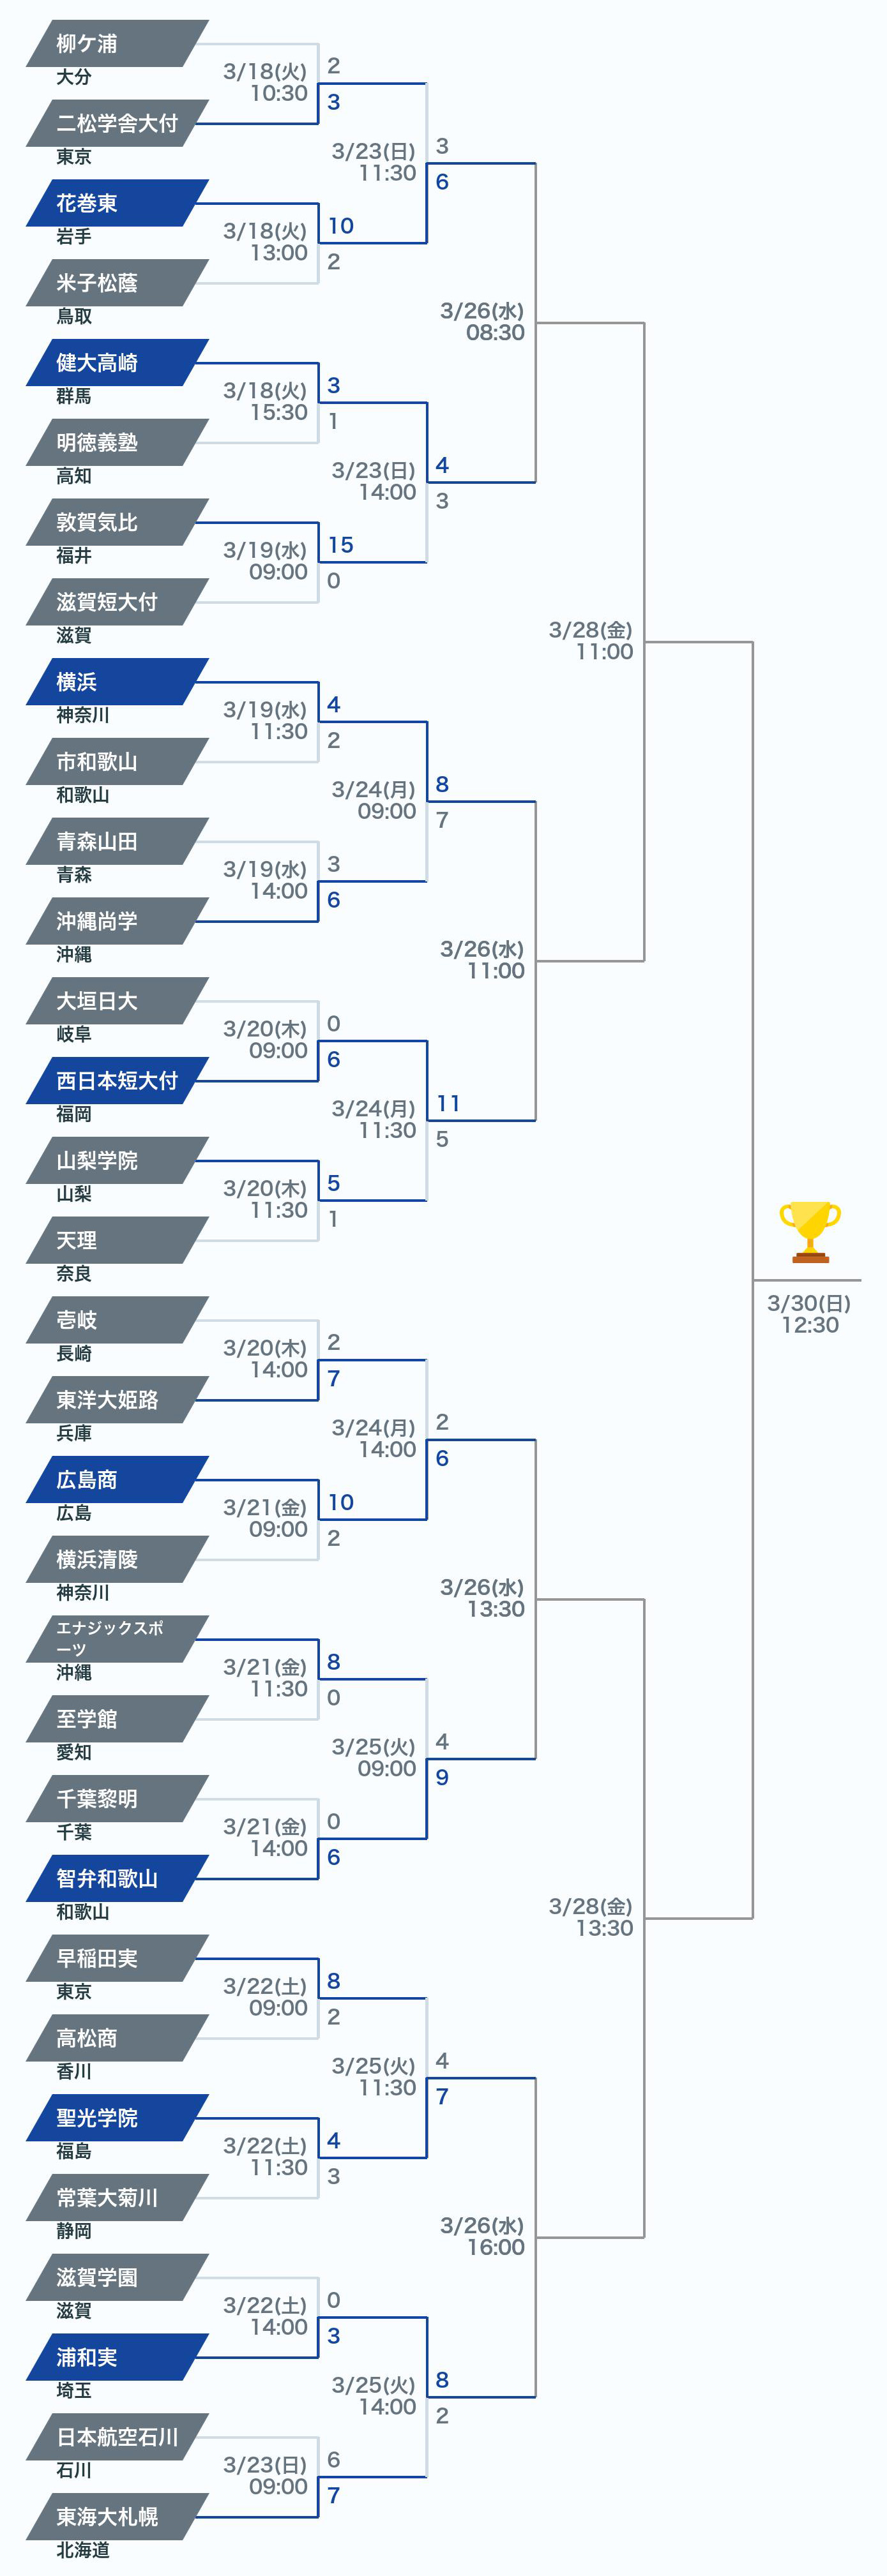 柳ケ浦
大分
3/18(火)
10:30
2
3
二松学舎大付
東京
3/23(日)
11:30
3
6
花巻東
岩手
3/18(火)
13:00
10
2
米子松蔭
鳥取
3/26(水)
08:30
健大高崎
群馬
3/18(火)
15:30
3
1
明徳義塾
高知
3/23(日)
14:00
4
3
敦賀気比
福井
3/19(水)
09:00
15
0
滋賀短大付
滋賀
3/28(金)
11:00
横浜
神奈川
3/19(水)
11:30
4
2
市和歌山
和歌山
3/24(月)
09:00
8
7
青森山田
青森
3/19(水)
14:00
3
6
沖縄尚学
沖縄
3/26(水)
11:00
大垣日大
岐阜
3/20(木)
09:00
0
6
西日本短大付
福岡
3/24(月)
11:30
11
5
山梨学院
山梨
3/20(木)
11:30
5
1
天理
奈良
3/30(日)
12:30
壱岐
長崎
3/20(木)
14:00
2
7
東洋大姫路
兵庫
3/24(月)
14:00
2
6
広島商
広島
3/21(金)
09:00
10
2
横浜清陵
神奈川
3/26(水)
13:30
エナジックスポ
ーツ
沖縄
3/21(金)
11:30
8
0
至学館
愛知
3/25(火)
09:00
4
9
千葉黎明
千葉
3/21(金)
14:00
0
6
智弁和歌山
和歌山
3/28(金)
13:30
早稲田実
東京
3/22(土)
09:00
8
2
高松商
香川
3/25(火)
11:30
4
7
聖光学院
福島
3/22(土)
11:30
4
3
常葉大菊川
静岡
3/26(水)
16:00
滋賀学園
滋賀
3/22(土)
14:00
0
3
浦和実
埼玉
3/25(火)
14:00
8
2
日本航空石川
石川
3/23(日)
09:00
6
7
東海大札幌
北海道